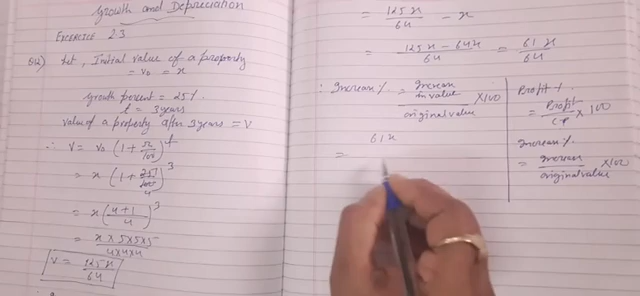 Growth and Depreciation
EXERCISE 23
Q12) Let, Initial value of a property
= V0 = x
Growth percent = 25%
t = 3 years
value of a property after 3 years = V
∴ V = V0 (1 + r/100)^t
= x (1 + 25/100)^3
4
= x (4+1/4)^3
= x × 5×5×5 / 4×4×4
V = 125x/64
= 125x/64 - x
= 125x - 64x / 64 = 61x/64
∴ Increase % = Increase in value / original value × 100
= 61x
Profit %
= Profit / C.P × 100
Increase %
= Increase / original value × 100